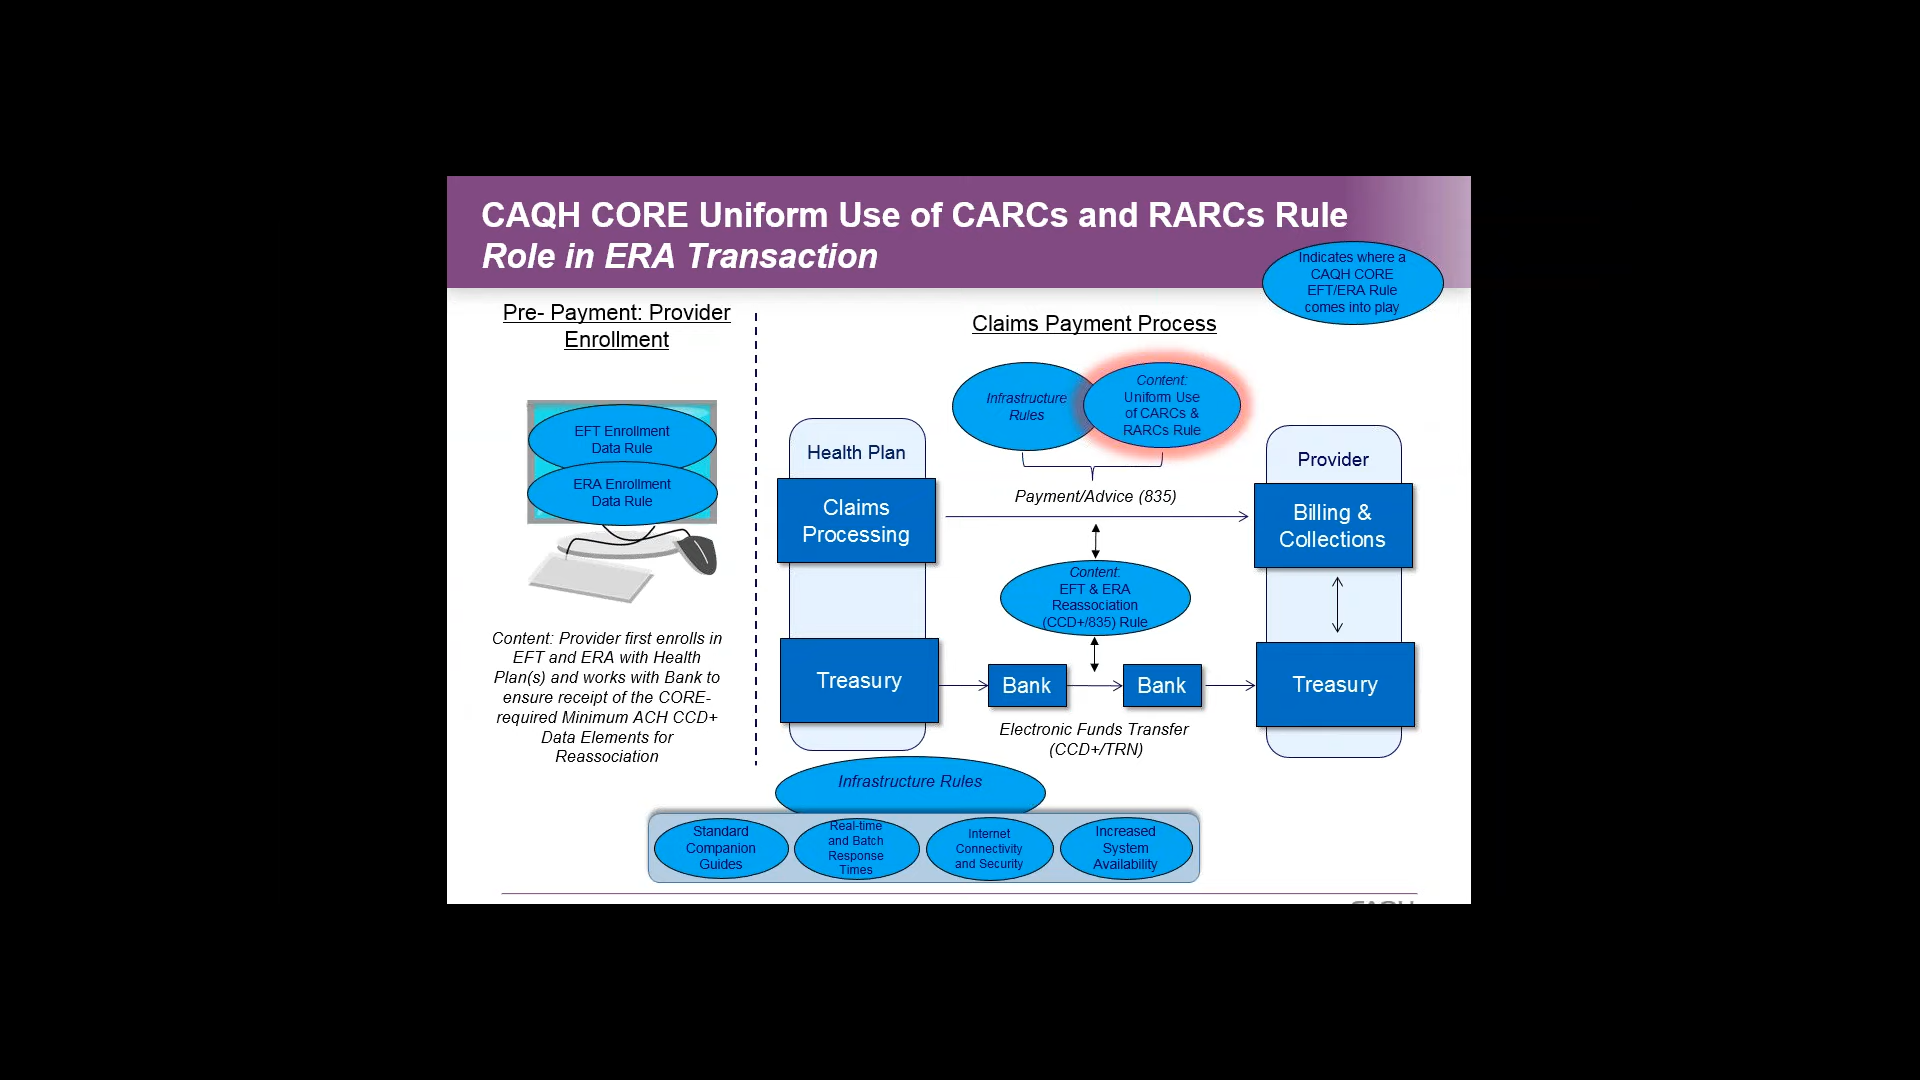 CAQH CORE Uniform Use of CARCs and RARCs Rule
Role in ERA Transaction
Indicates where a
CAQH CORE
EFT/ERA Rule
comes into play
Pre- Payment: Provider
Enrollment
EFT Enrollment
Data Rule
ERA Enrollment
Data Rule
Content: Provider first enrolls in
EFT and ERA with Health
Plan(s) and works with Bank to
ensure receipt of the CORE-
required Minimum ACH CCD+
Data Elements for
Reassociation
Claims Payment Process
Infrastructure
Rules
Content:
Uniform Use
of CARCs &
RARCs Rule
Health Plan
Provider
Payment/Advice (835)
Claims
Processing
Billing &
Collections
Content:
EFT & ERA
Reassociation
(CCD+/835) Rule
Treasury
Bank
Bank
Treasury
Electronic Funds Transfer
(CCD+/TRN)
Infrastructure Rules
Standard
Companion
Guides
Real-time
and Batch
Response
Times
Internet
Connectivity
and Security
Increased
System
Availability